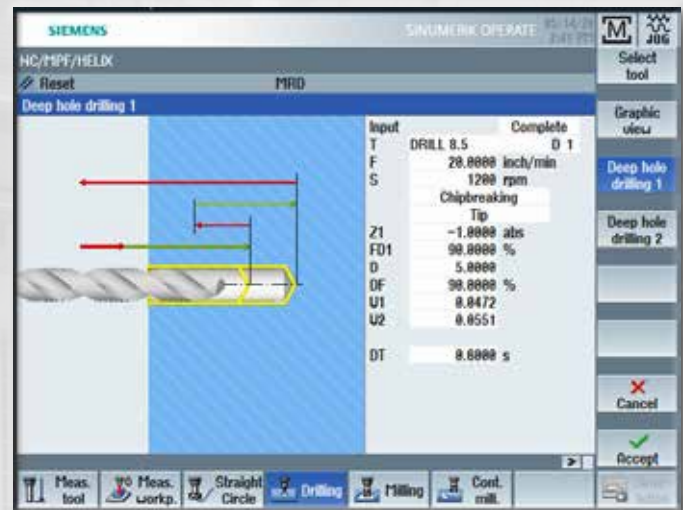 SIEMENS
SINUMERIK OPERATE
M
JOG
NC/MPF/HELIX
Reset MRD
Deep hole drilling 1
Input Complete
T DRILL 8.5 D 1
F 20.0000 inch/min
S 1200 rpm
Chipbreaking
Tip
Z1 -1.0000 abs
FD1 90.0000 %
D 5.0000
DF 90.0000 %
V1 0.0472
V2 0.0551
DT 0.6000 s
Select
tool
Graphic
view
Deep hole
drilling 1
Deep hole
drilling 2
Cancel
Accept
Meas.
tool
Meas.
workp.
Straight
Circle
Drilling
Milling
Cont.
mill.